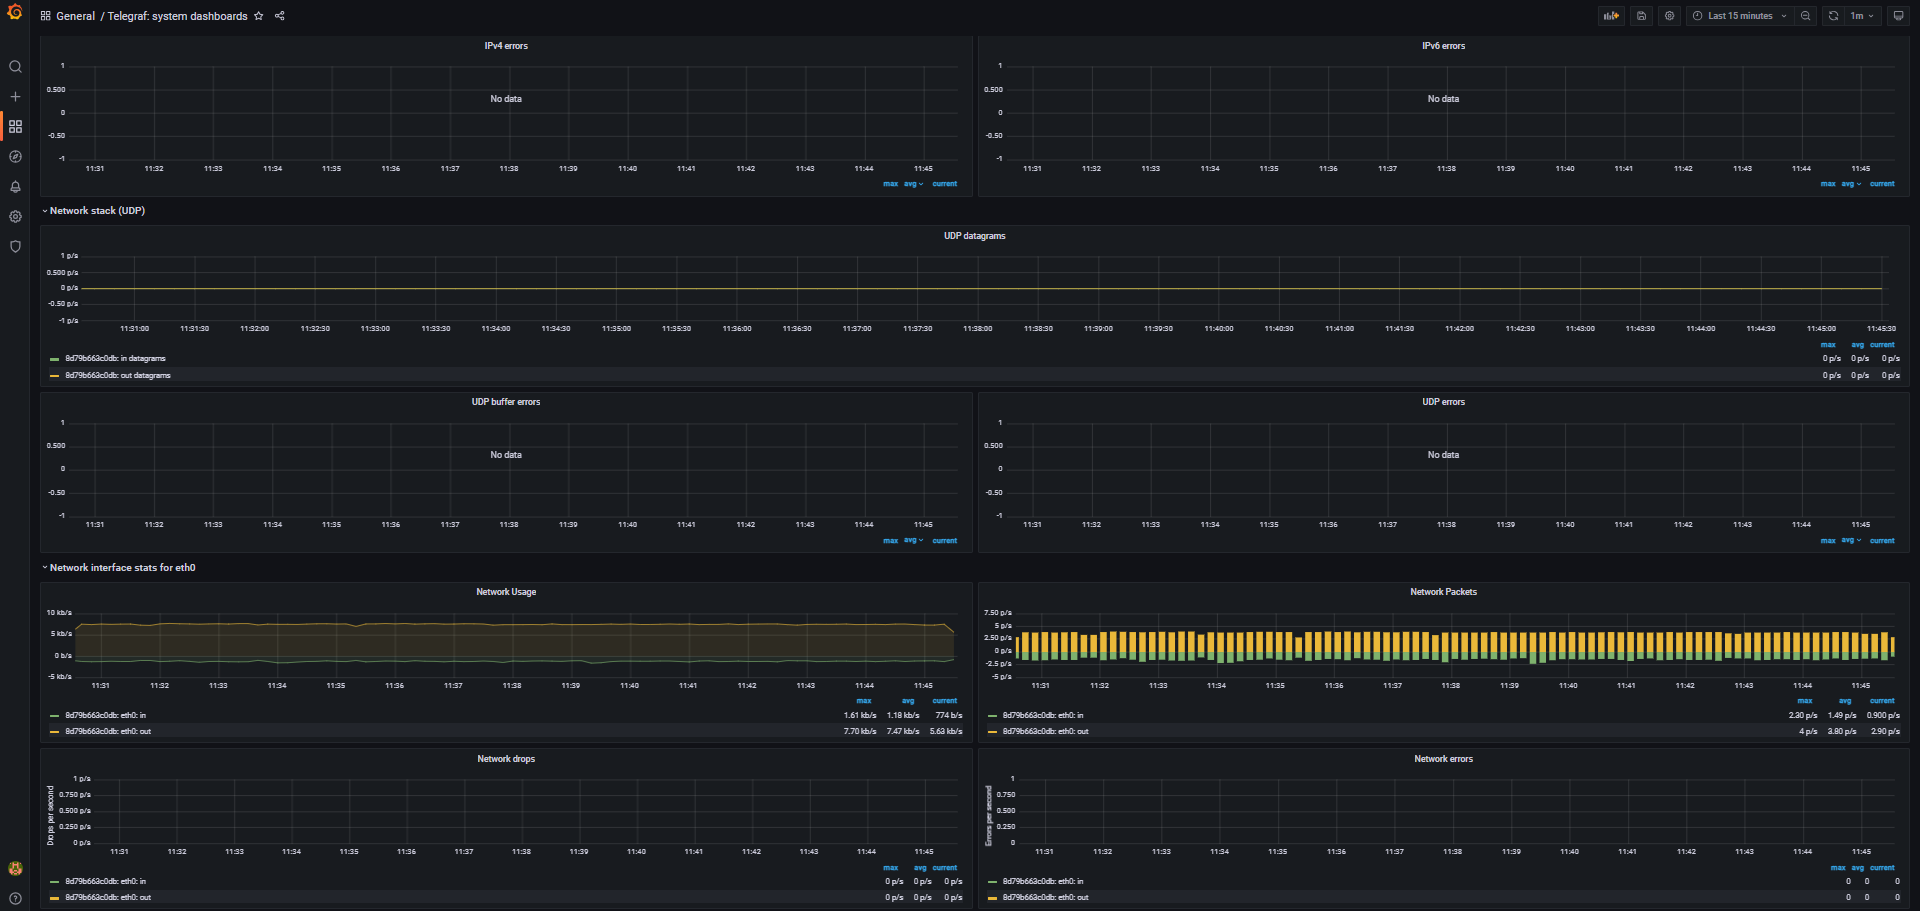 General / Telegraf: system dashboards
Last 15 minutes
1m
IPv4 errors
1
0.500
0
-0.50
-1
No data
11:31 11:32 11:33 11:34 11:35 11:36 11:37 11:38 11:39 11:40 11:41 11:42 11:43 11:44 11:45
max avg current
IPv6 errors
1
0.500
0
-0.50
-1
No data
11:31 11:32 11:33 11:34 11:35 11:36 11:37 11:38 11:39 11:40 11:41 11:42 11:43 11:44 11:45
max avg current
Network stack (UDP)
UDP datagrams
1 p/s
0.500 p/s
0 p/s
-0.50 p/s
-1 p/s
11:31:00 11:31:30 11:32:00 11:32:30 11:33:00 11:33:30 11:34:00 11:34:30 11:35:00 11:35:30 11:36:00 11:36:30 11:37:00 11:37:30 11:38:00 11:38:30 11:39:00 11:39:30 11:40:00 11:40:30 11:41:00 11:41:30 11:42:00 11:42:30 11:43:00 11:43:30 11:44:00 11:44:30 11:45:00 11:45:30
max avg current
8d79b663c0db: in datagrams 0 p/s 0 p/s 0 p/s
8d79b663c0db: out datagrams 0 p/s 0 p/s 0 p/s
UDP buffer errors
1
0.500
0
-0.50
-1
No data
11:31 11:32 11:33 11:34 11:35 11:36 11:37 11:38 11:39 11:40 11:41 11:42 11:43 11:44 11:45
max avg current
UDP errors
1
0.500
0
-0.50
-1
No data
11:31 11:32 11:33 11:34 11:35 11:36 11:37 11:38 11:39 11:40 11:41 11:42 11:43 11:44 11:45
max avg current
Network interface stats for eth0
Network Usage
10 kb/s
5 kb/s
0 b/s
-5 kb/s
11:31 11:32 11:33 11:34 11:35 11:36 11:37 11:38 11:39 11:40 11:41 11:42 11:43 11:44 11:45
max avg current
8d79b663c0db: eth0: in 1.61 kb/s 1.18 kb/s 774 b/s
8d79b663c0db: eth0: out 7.70 kb/s 7.47 kb/s 5.63 kb/s
Network Packets
7.50 p/s
5 p/s
2.50 p/s
0 p/s
-2.5 p/s
-5 p/s
11:31 11:32 11:33 11:34 11:35 11:36 11:37 11:38 11:39 11:40 11:41 11:42 11:43 11:44 11:45
max avg current
8d79b663c0db: eth0: in 2.30 p/s 1.49 p/s 0.900 p/s
8d79b663c0db: eth0: out 4 p/s 3.80 p/s 2.90 p/s
Network drops
Drops per second
1 p/s
0.750 p/s
0.500 p/s
0.250 p/s
0 p/s
11:31 11:32 11:33 11:34 11:35 11:36 11:37 11:38 11:39 11:40 11:41 11:42 11:43 11:44 11:45
max avg current
8d79b663c0db: eth0: in 0 p/s 0 p/s 0 p/s
8d79b663c0db: eth0: out 0 p/s 0 p/s 0 p/s
Network errors
Errors per second
1
0.750
0.500
0.250
0
11:31 11:32 11:33 11:34 11:35 11:36 11:37 11:38 11:39 11:40 11:41 11:42 11:43 11:44 11:45
max avg current
8d79b663c0db: eth0: in 0 0 0
8d79b663c0db: eth0: out 0 0 0